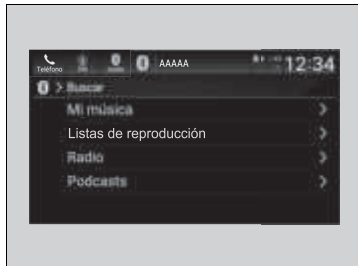 Teléfono
AAAAA
12:34
Buscar
Mi música
Listas de reproducción
Radio
Podcasts